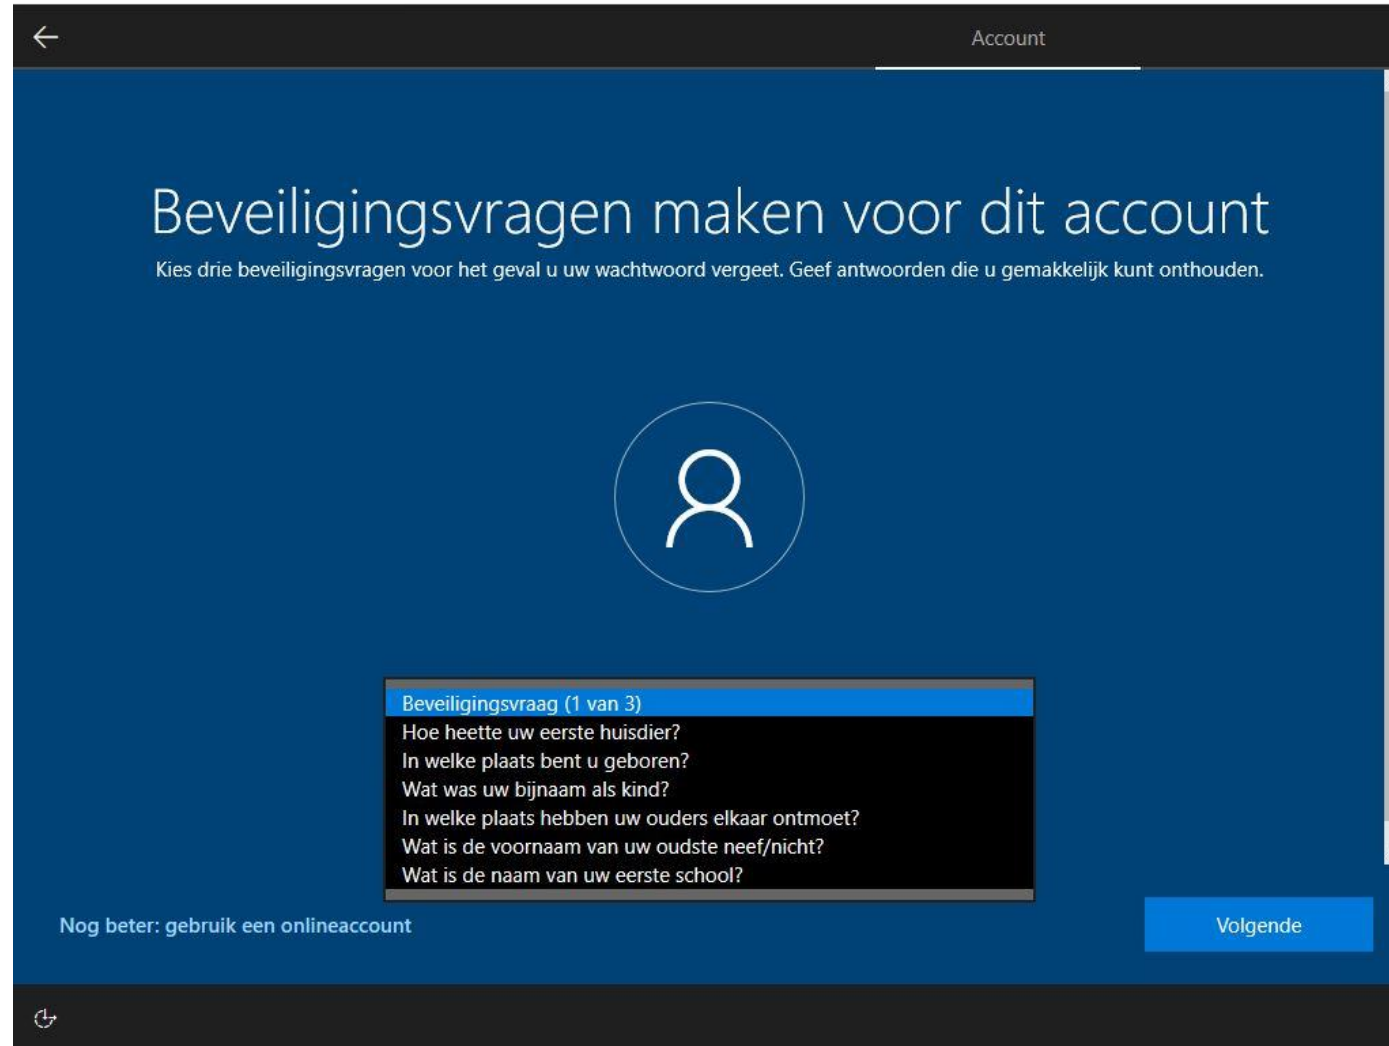 Account
Beveiligingsvragen maken voor dit account
Kies drie beveiligingsvragen voor het geval u uw wachtwoord vergeet. Geef antwoorden die u gemakkelijk kunt onthouden.
Beveiligingsvraag (1 van 3)
Hoe heette uw eerste huisdier?
In welke plaats bent u geboren?
Wat was uw bijnaam als kind?
In welke plaats hebben uw ouders elkaar ontmoet?
Wat is de voornaam van uw oudste neef/nicht?
Wat is de naam van uw eerste school?
Nog beter: gebruik een onlineaccount
Volgende